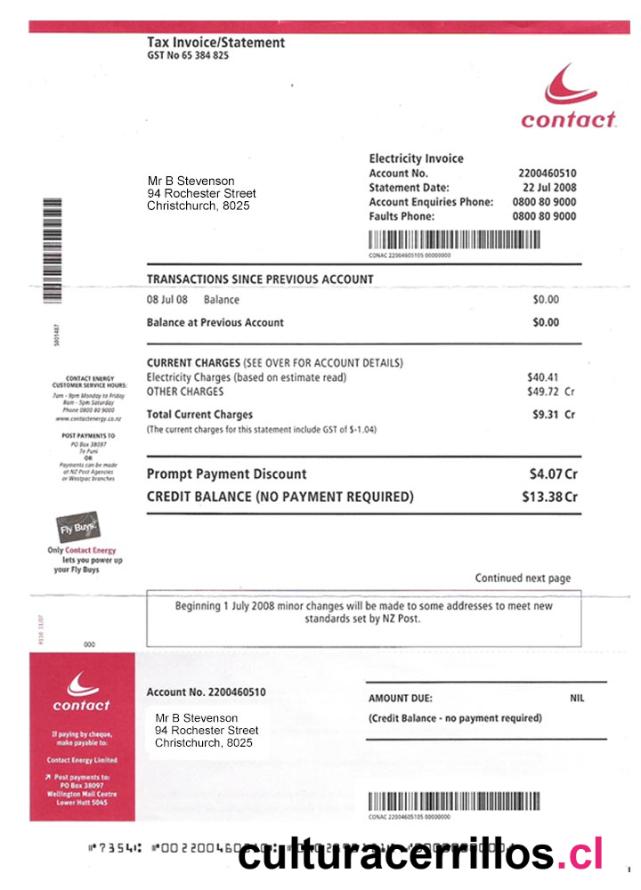 Tax Invoice/Statement
GST No 65 384 825
contact
Mr B Stevenson
94 Rochester Street
Christchurch, 8025
Electricity Invoice
Account No. 2200460510
Statement Date: 22 Jul 2008
Account Enquiries Phone: 0800 80 9000
Faults Phone: 0800 80 9000
CONAC 22004605105 00000000
TRANSACTIONS SINCE PREVIOUS ACCOUNT
08 Jul 08 Balance $0.00
Balance at Previous Account $0.00
CURRENT CHARGES (SEE OVER FOR ACCOUNT DETAILS)
Electricity Charges (based on estimate read) $40.41
OTHER CHARGES $49.72 Cr
Total Current Charges $9.31 Cr
(The current charges for this statement include GST of $-1.04)
Prompt Payment Discount $4.07 Cr
CREDIT BALANCE (NO PAYMENT REQUIRED) $13.38 Cr
CONTACT ENERGY
CUSTOMER SERVICE HOURS:
7am - 9pm Monday to Friday
8am - 5pm Saturday
Phone 0800 80 9000
www.contactenergy.co.nz
POST PAYMENTS TO
PO Box 38097
Te Puni
OR
Payments can be made
at NZ Post Agencies
or Westpac branches
Fly Buys
Only Contact Energy
lets you power up
your Fly Buys
Continued next page
Beginning 1 July 2008 minor changes will be made to some addresses to meet new
standards set by NZ Post.
000
contact
If paying by cheque,
make payable to:
Contact Energy Limited
Post payments to:
PO Box 38097
Wellington Mail Centre
Lower Hutt 5045
Account No. 2200460510
Mr B Stevenson
94 Rochester Street
Christchurch, 8025
AMOUNT DUE: NIL
(Credit Balance - no payment required)
CONAC 22004605105 00000000
culturacerrillos.cl